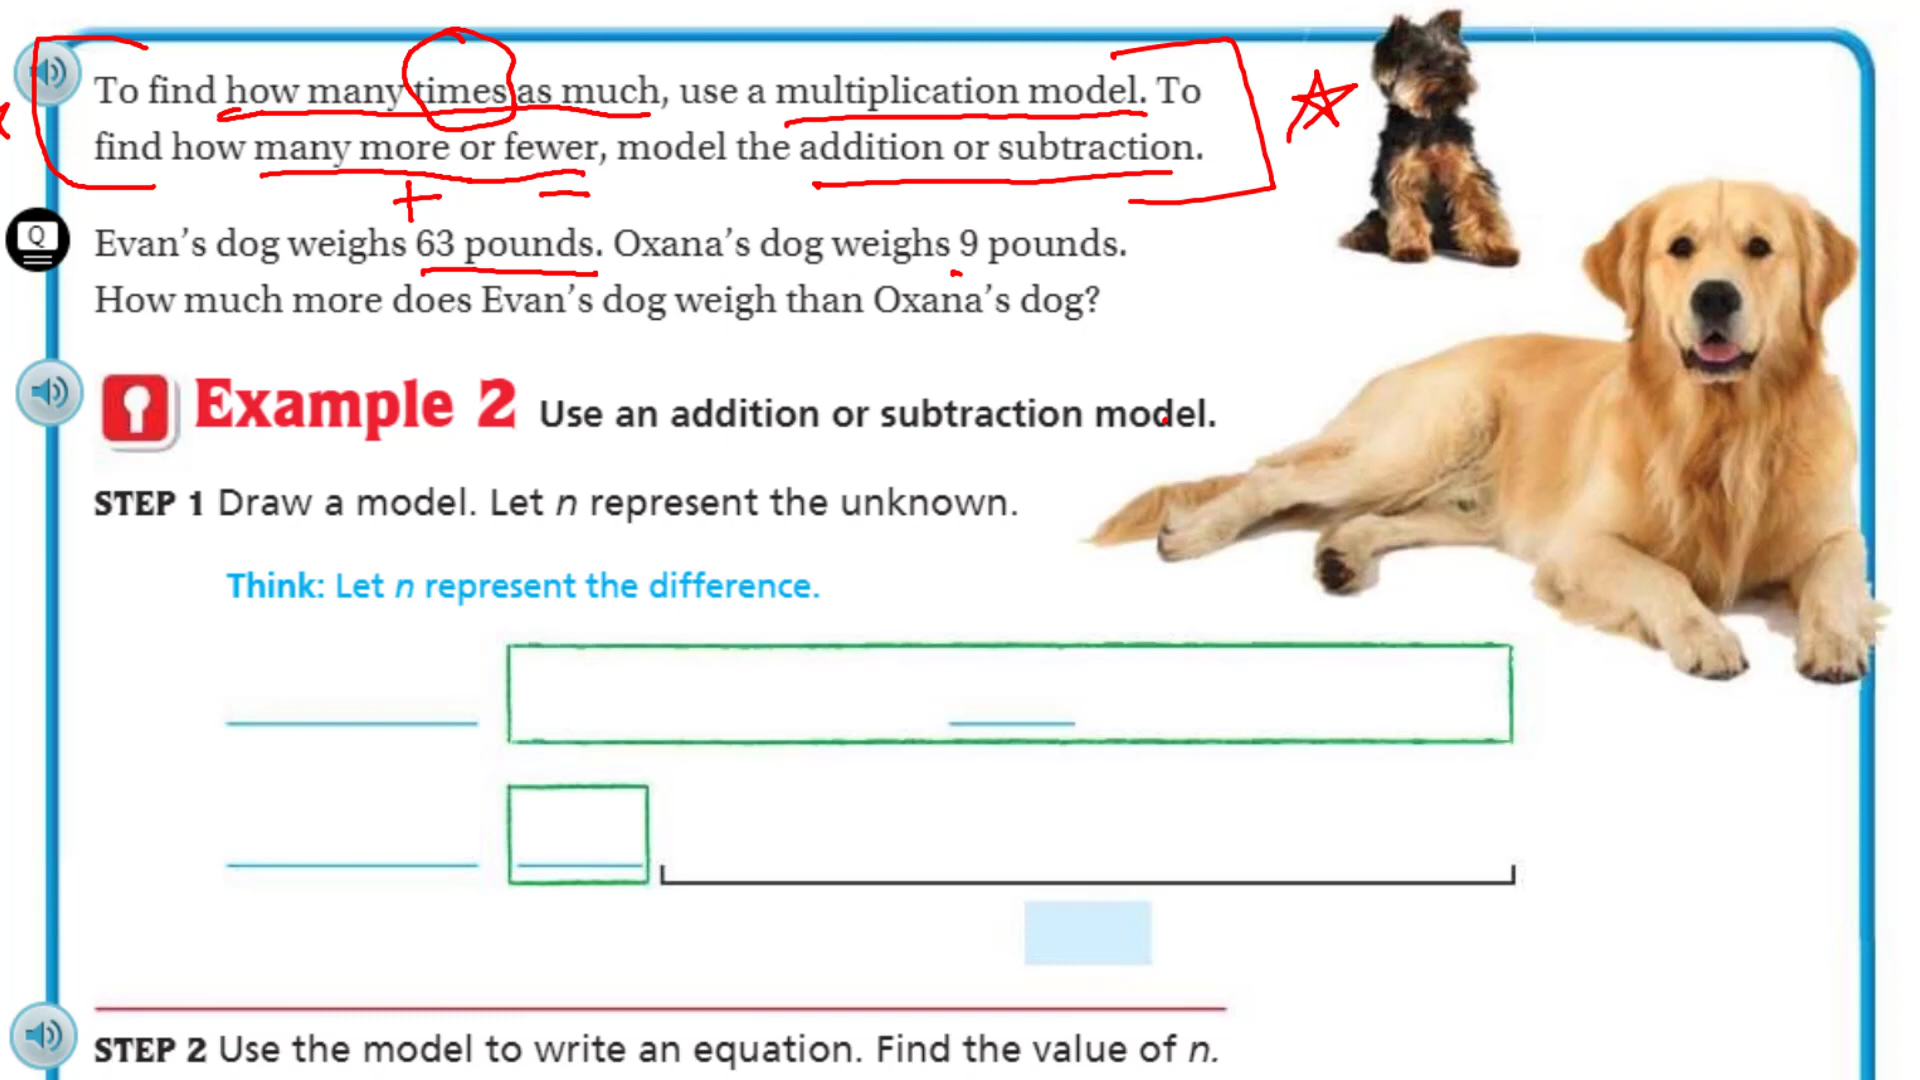 To find how many times as much, use a multiplication model. To
find how many more or fewer, model the addition or subtraction.
Q
Evan’s dog weighs 63 pounds. Oxana’s dog weighs 9 pounds.
How much more does Evan’s dog weigh than Oxana’s dog?
Example 2 Use an addition or subtraction model.
STEP 1 Draw a model. Let n represent the unknown.
Think: Let n represent the difference.
STEP 2 Use the model to write an equation. Find the value of n.